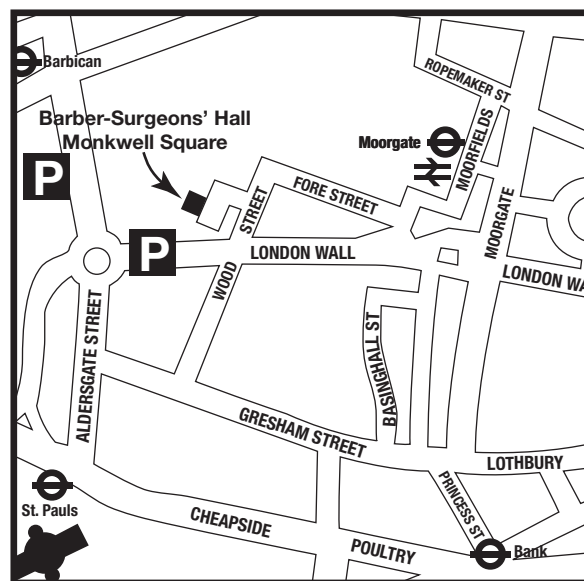 Barbican
ROPEMAKER ST
Barber-Surgeons' Hall
Monkwell Square
Moorgate
MOORFIELDS
P
FORE STREET
WOOD STREET
MOORGATE
P
LONDON WALL
LONDON WA
ALDERSGATE STREET
BASINGHALL ST
GRESHAM STREET
LOTHBURY
PRINCESS ST
St. Pauls
CHEAPSIDE
POULTRY
Bank